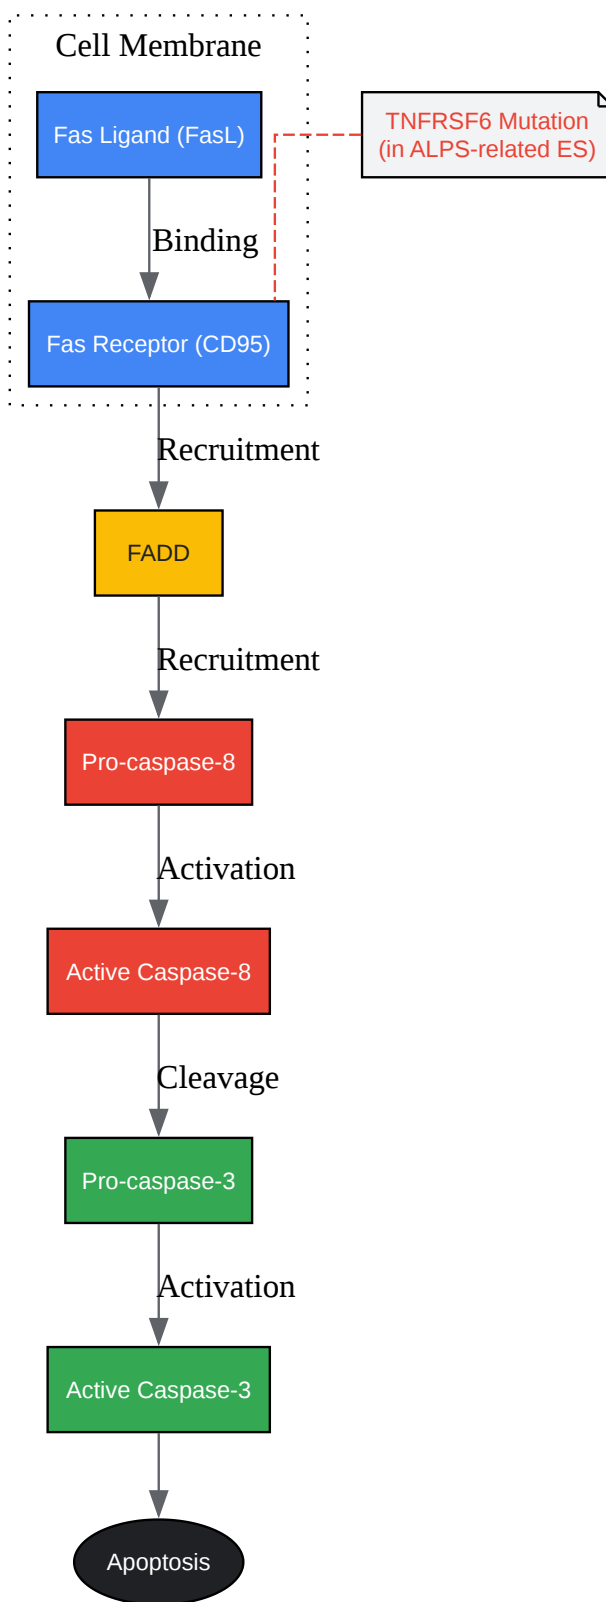 Cell Membrane
Fas Ligand (FasL)
TNFRSF6 Mutation
(in ALPS-related ES)
Binding
Fas Receptor (CD95)
Recruitment
FADD
Recruitment
Pro-caspase-8
Activation
Active Caspase-8
Cleavage
Pro-caspase-3
Activation
Active Caspase-3
Apoptosis